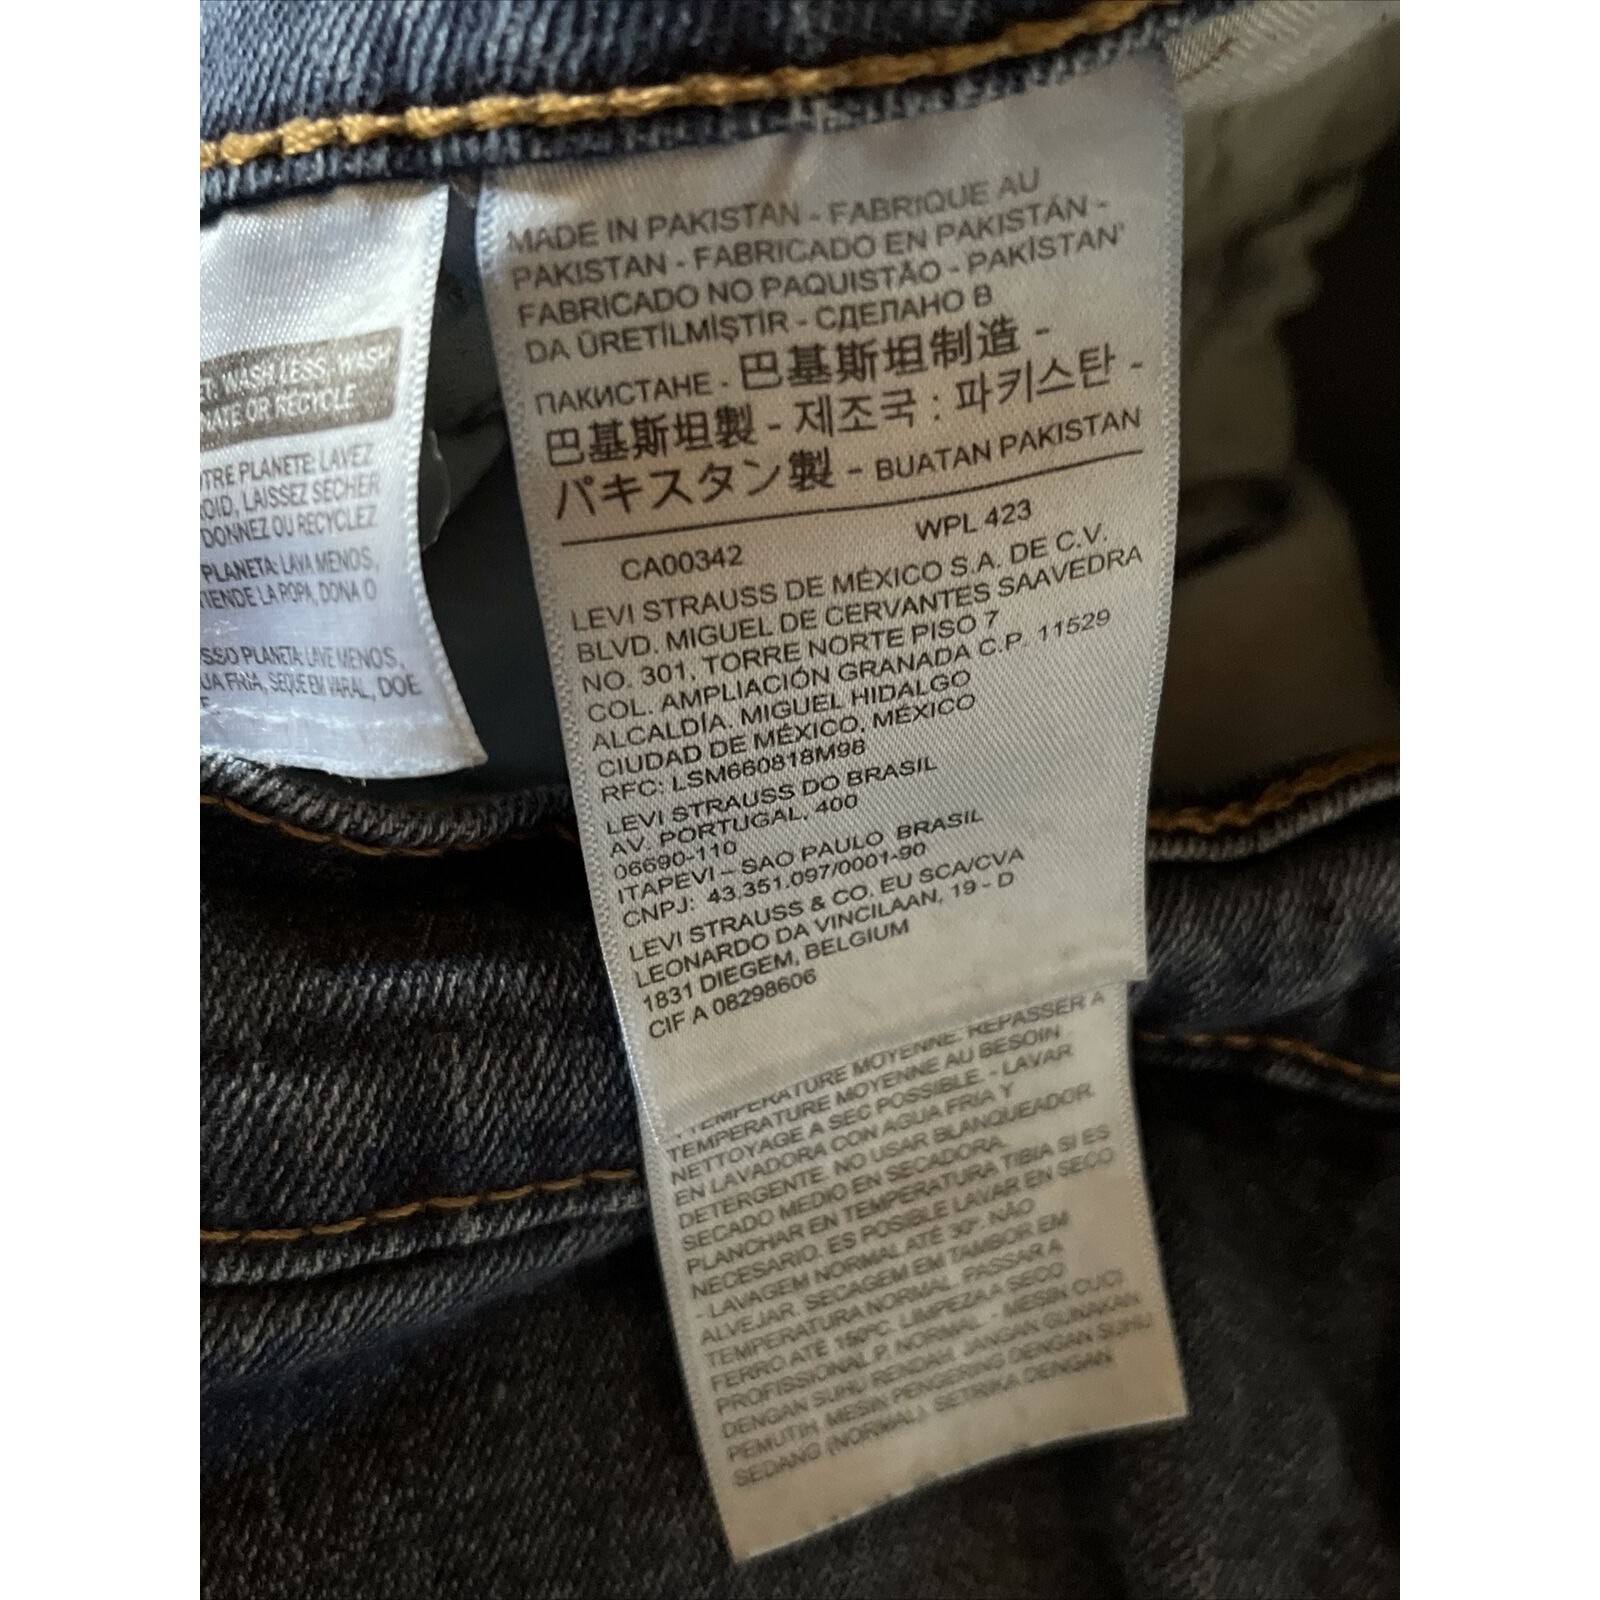 WASH LESS, WASH
OR RECYCLE
TRE PLANETE: LAVEZ
OID, LAISSEZ SECHER
DONNEZ OU RECYCLEZ
PLANETA: LAVA MENOS,
TIENDE LA ROPA, DONA O
SSO PLANETA: LAVE MENOS,
UA FRIA, SEQUE EM VARAL, DOE
MADE IN PAKISTAN - FABRIQUE AU
PAKISTAN - FABRICADO EN PAKISTÁN -
FABRICADO NO PAQUISTÃO - PAKİSTAN'
DA ÜRETİLMİŞTİR - СДЕЛАНО В
ПАКИСТАНЕ - 巴基斯坦制造 -
巴基斯坦製 - 제조국 : 파키스탄 -
パキスタン製 - BUATAN PAKISTAN
CA00342 WPL 423
LEVI STRAUSS DE MÉXICO S.A. DE C.V.
BLVD. MIGUEL DE CERVANTES SAAVEDRA
NO. 301, TORRE NORTE PISO 7
COL. AMPLIACIÓN GRANADA C.P. 11529
ALCALDÍA. MIGUEL HIDALGO
CIUDAD DE MÉXICO, MÉXICO
RFC: LSM660818M98
LEVI STRAUSS DO BRASIL
AV. PORTUGAL, 400
06690-110
ITAPEVI – SAO PAULO BRASIL
CNPJ: 43.351.097/0001-90
LEVI STRAUSS & CO. EU SCA/CVA
LEONARDO DA VINCILAAN, 19 - D
1831 DIEGEM, BELGIUM
CIF A 08298606
TEMPERATURE MOYENNE. REPASSER A
TEMPERATURE MOYENNE AU BESOIN
NETTOYAGE A SEC POSSIBLE. - LAVAR
EN LAVADORA CON AGUA FRIA Y
DETERGENTE. NO USAR BLANQUEADOR.
SECADO MEDIO EN SECADORA.
PLANCHAR EN TEMPERATURA TIBIA SI ES
NECESARIO. ES POSIBLE LAVAR EN SECO
- LAVAGEM NORMAL ATÉ 30°. NÃO
ALVEJAR. SECAGEM EM TAMBOR EM
TEMPERATURA NORMAL. PASSAR A
FERRO ATÉ 150°C. LIMPEZA A SECO
PROFISSIONAL P, NORMAL. - MESIN CUCI
DENGAN SUHU RENDAH. JANGAN GUNAKAN
PEMUTIH. MESIN PENGERING DENGAN SUHU
SEDANG (NORMAL). SETRIKA DENGAN